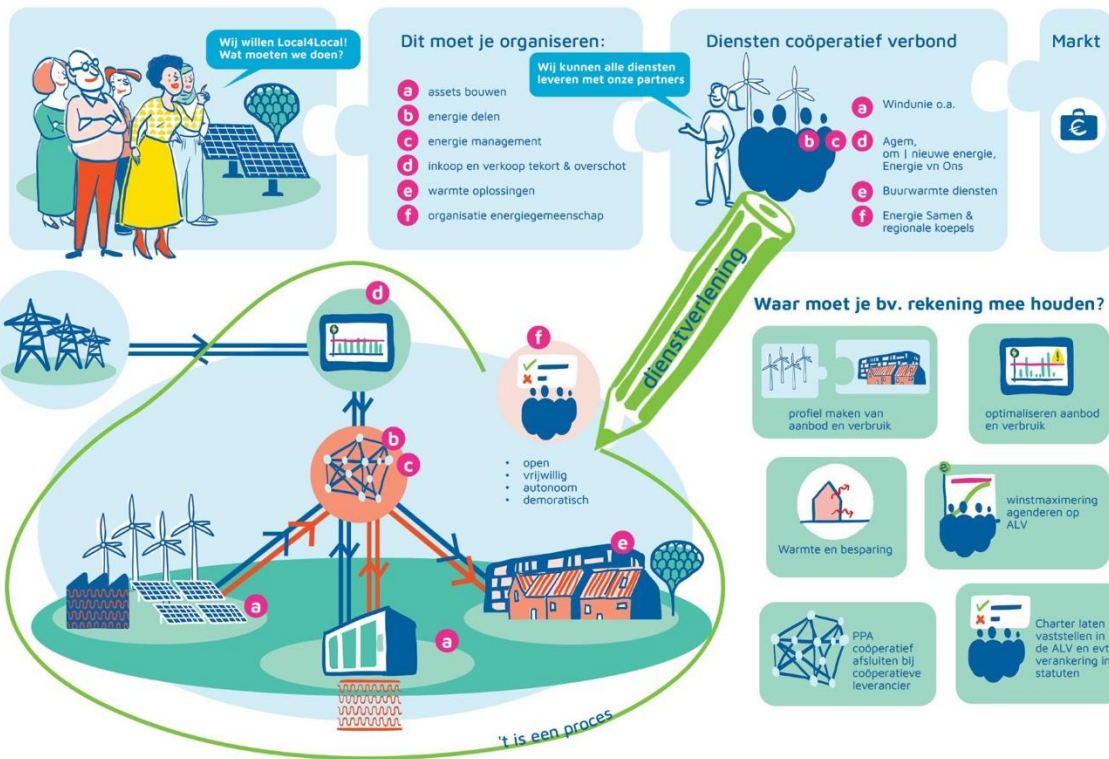 Wij willen Local4Local!
Wat moeten we doen?
Dit moet je organiseren:
a assets bouwen
b energie delen
c energie management
d inkoop en verkoop tekort & overschot
e warmte oplossingen
f organisatie energiegemeenschap
Diensten coöperatief verbond
Wij kunnen alle diensten
leveren met onze partners
b c
a Windunie o.a.
d Agem,
om | nieuwe energie,
Energie vn Ons
e Buurwarmte diensten
f Energie Samen &
regionale koepels
Markt
€
dienstverlening
d
f
b
c
• open
• vrijwillig
• autonoom
• demoratisch
e
a
a
't is een proces
Waar moet je bv. rekening mee houden?
profiel maken van
aanbod en verbruik
optimaliseren aanbod
en verbruik
Warmte en besparing
winstmaximering
agenderen op
ALV
PPA
coöperatief
afsluiten bij
coöperatieve
leverancier
Charter laten
vaststellen in
de ALV en evt
verankering in
statuten